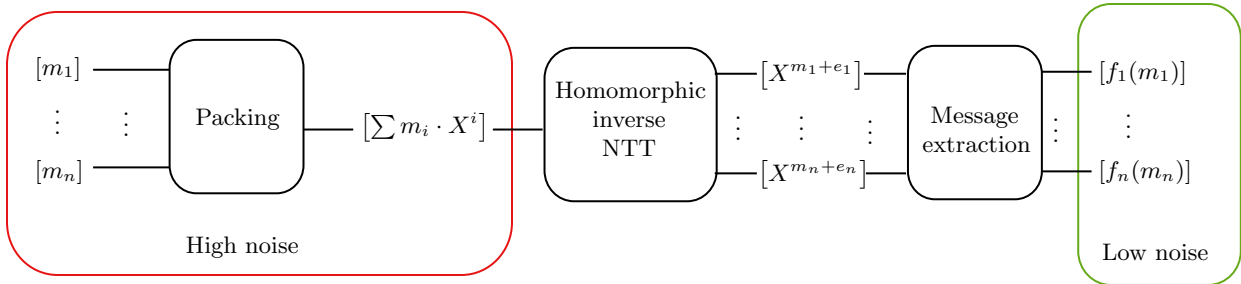 [m₁]
⋮
⋮
[mₙ]
Packing
[∑ mᵢ · Xⁱ]
High noise
Homomorphic
inverse
NTT
[X^{m₁+e₁}]
⋮
⋮
⋮
[X^{mₙ+eₙ}]
Message
extraction
[f₁(m₁)]
⋮
⋮
[fₙ(mₙ)]
Low noise